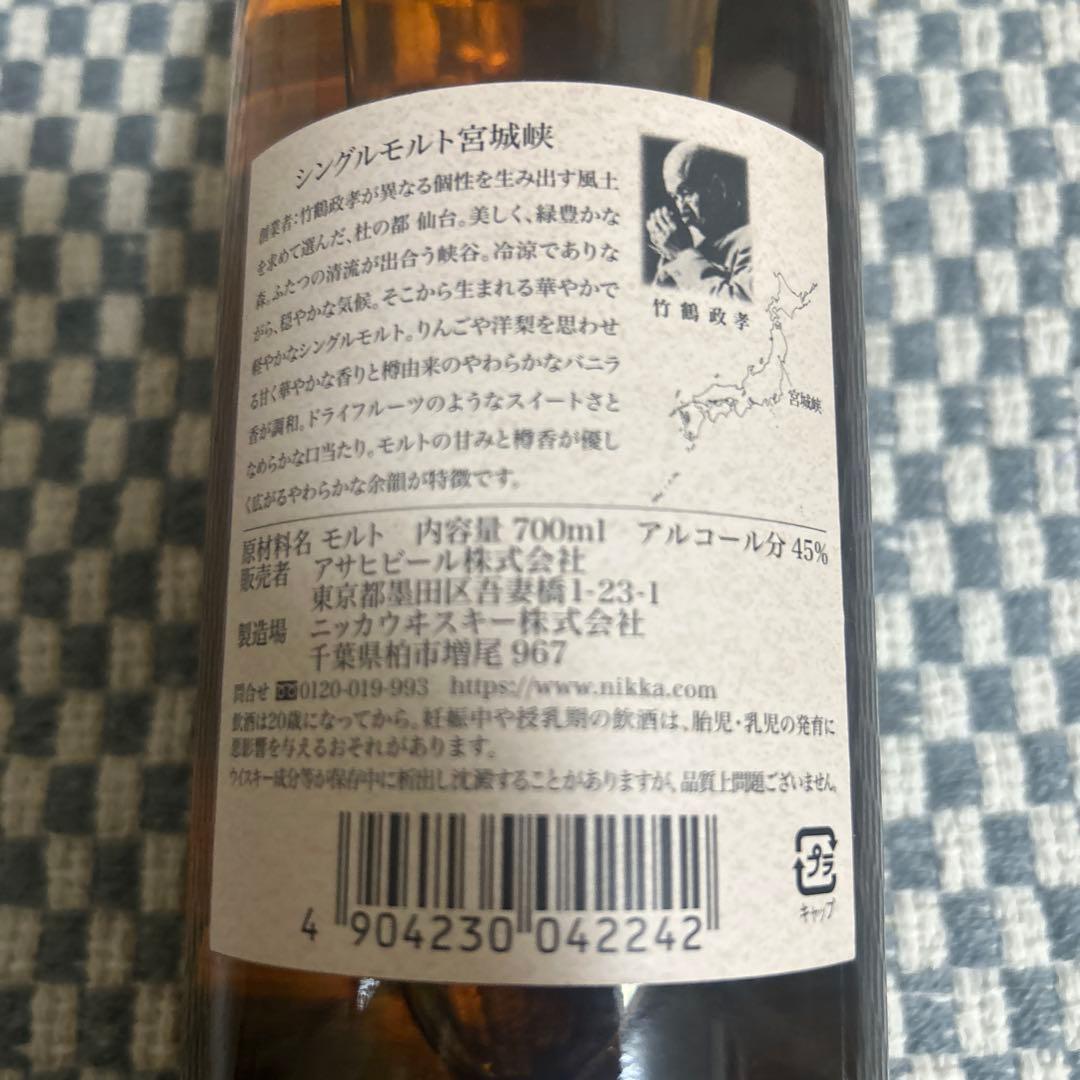 シングルモルト宮城峡
創業者:竹鶴政孝が異なる個性を生み出す風土
を求めて選んだ、杜の都 仙台。美しく、緑豊かな
森。ふたつの清流が出合う峡谷。冷涼でありな
がら、穏やかな気候。そこから生まれる華やかで
軽やかなシングルモルト。りんごや洋梨を思わせ
る甘く華やかな香りと樽由来のやわらかなバニラ
香が調和。ドライフルーツのようなスイートさと
なめらかな口当たり。モルトの甘みと樽香が優し
く広がるやわらかな余韻が特徴です。
竹鶴政孝
宮城峡
原材料名 モルト 内容量 700ml アルコール分 45%
販売者 アサヒビール株式会社
東京都墨田区吾妻橋1-23-1
製造場 ニッカウヰスキー株式会社
千葉県柏市増尾 967
問合せ 0120-019-993 https://www.nikka.com
飲酒は20歳になってから。妊娠中や授乳期の飲酒は、胎児・乳児の発育に
悪影響を与えるおそれがあります。
ウイスキー成分等が保存中に析出し沈澱することがありますが、品質上問題ございません。
プラ
キャップ
4 904230 042242